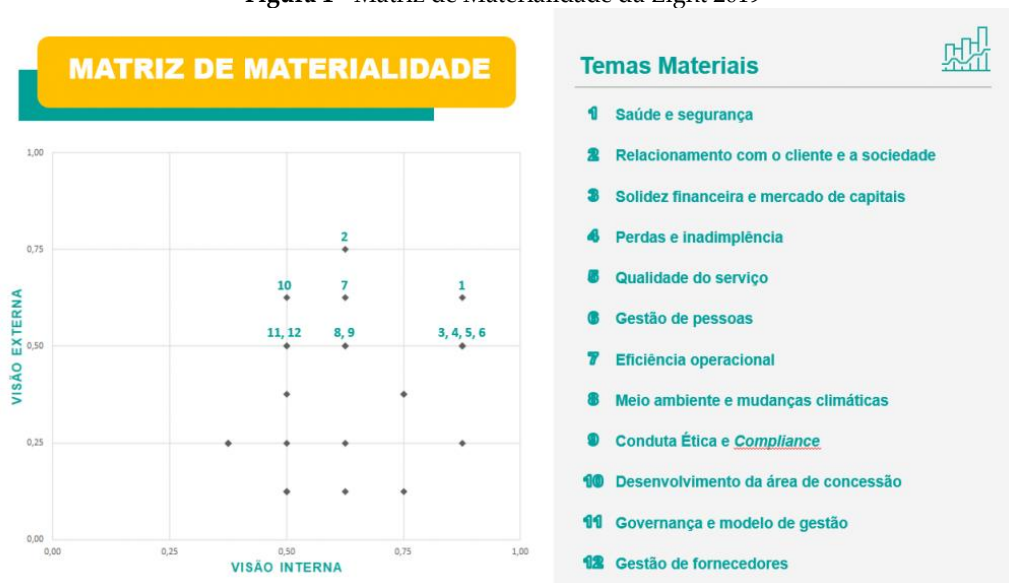 Figura 1 - Matriz de Materialidade da Light 2019
MATRIZ DE MATERIALIDADE
1,00
0,75
0,50
0,25
0,00
VISÃO EXTERNA
2
10
7
1
11, 12
8, 9
3, 4, 5, 6
0,00
0,25
0,50
0,75
1,00
VISÃO INTERNA
Temas Materiais
1 Saúde e segurança
2 Relacionamento com o cliente e a sociedade
3 Solidez financeira e mercado de capitais
4 Perdas e inadimplência
5 Qualidade do serviço
6 Gestão de pessoas
7 Eficiência operacional
8 Meio ambiente e mudanças climáticas
9 Conduta Ética e Compliance
10 Desenvolvimento da área de concessão
11 Governança e modelo de gestão
12 Gestão de fornecedores